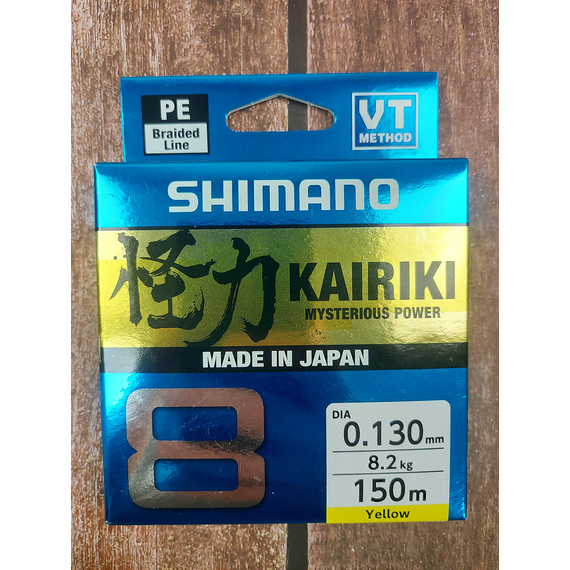 PE
Braided
Line
VT
METHOD
SHIMANO
怪力 KAIRIKI
MYSTERIOUS POWER
MADE IN JAPAN
8
DIA
0.130mm
8.2kg
150m
Yellow